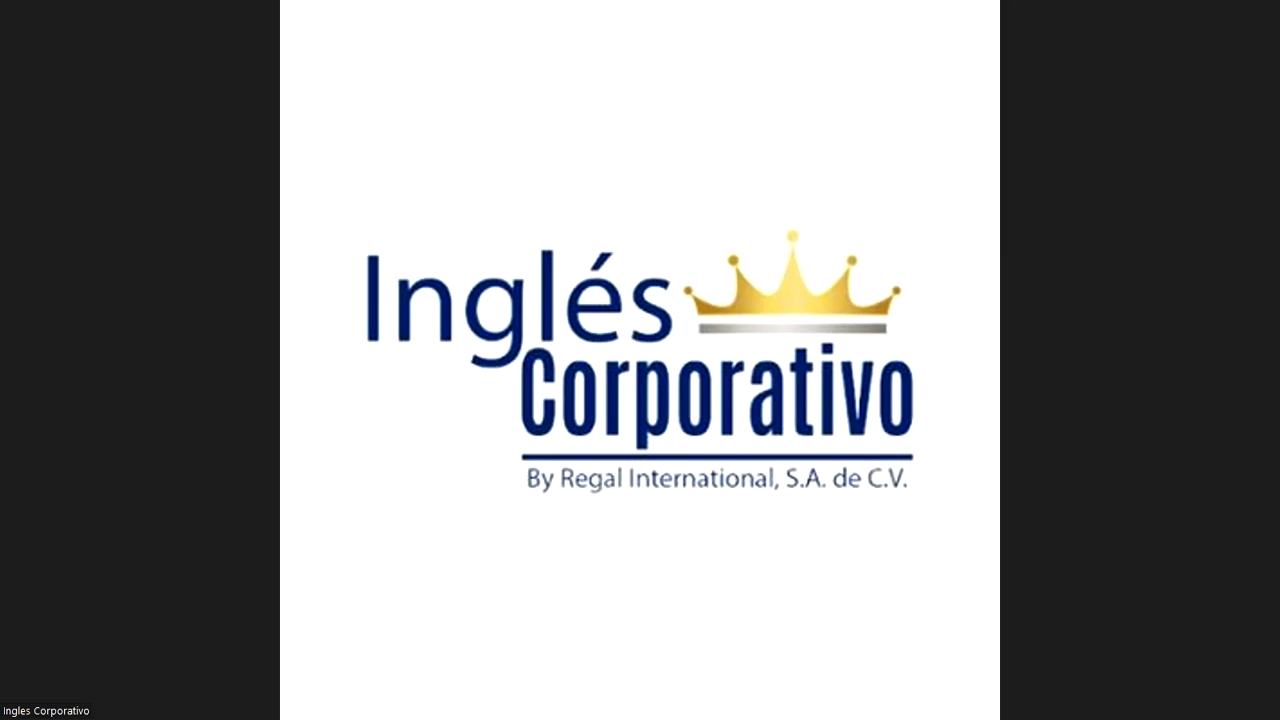 Inglés
Corporativo
By Regal International, S.A. de C.V.
Ingles Corporativo